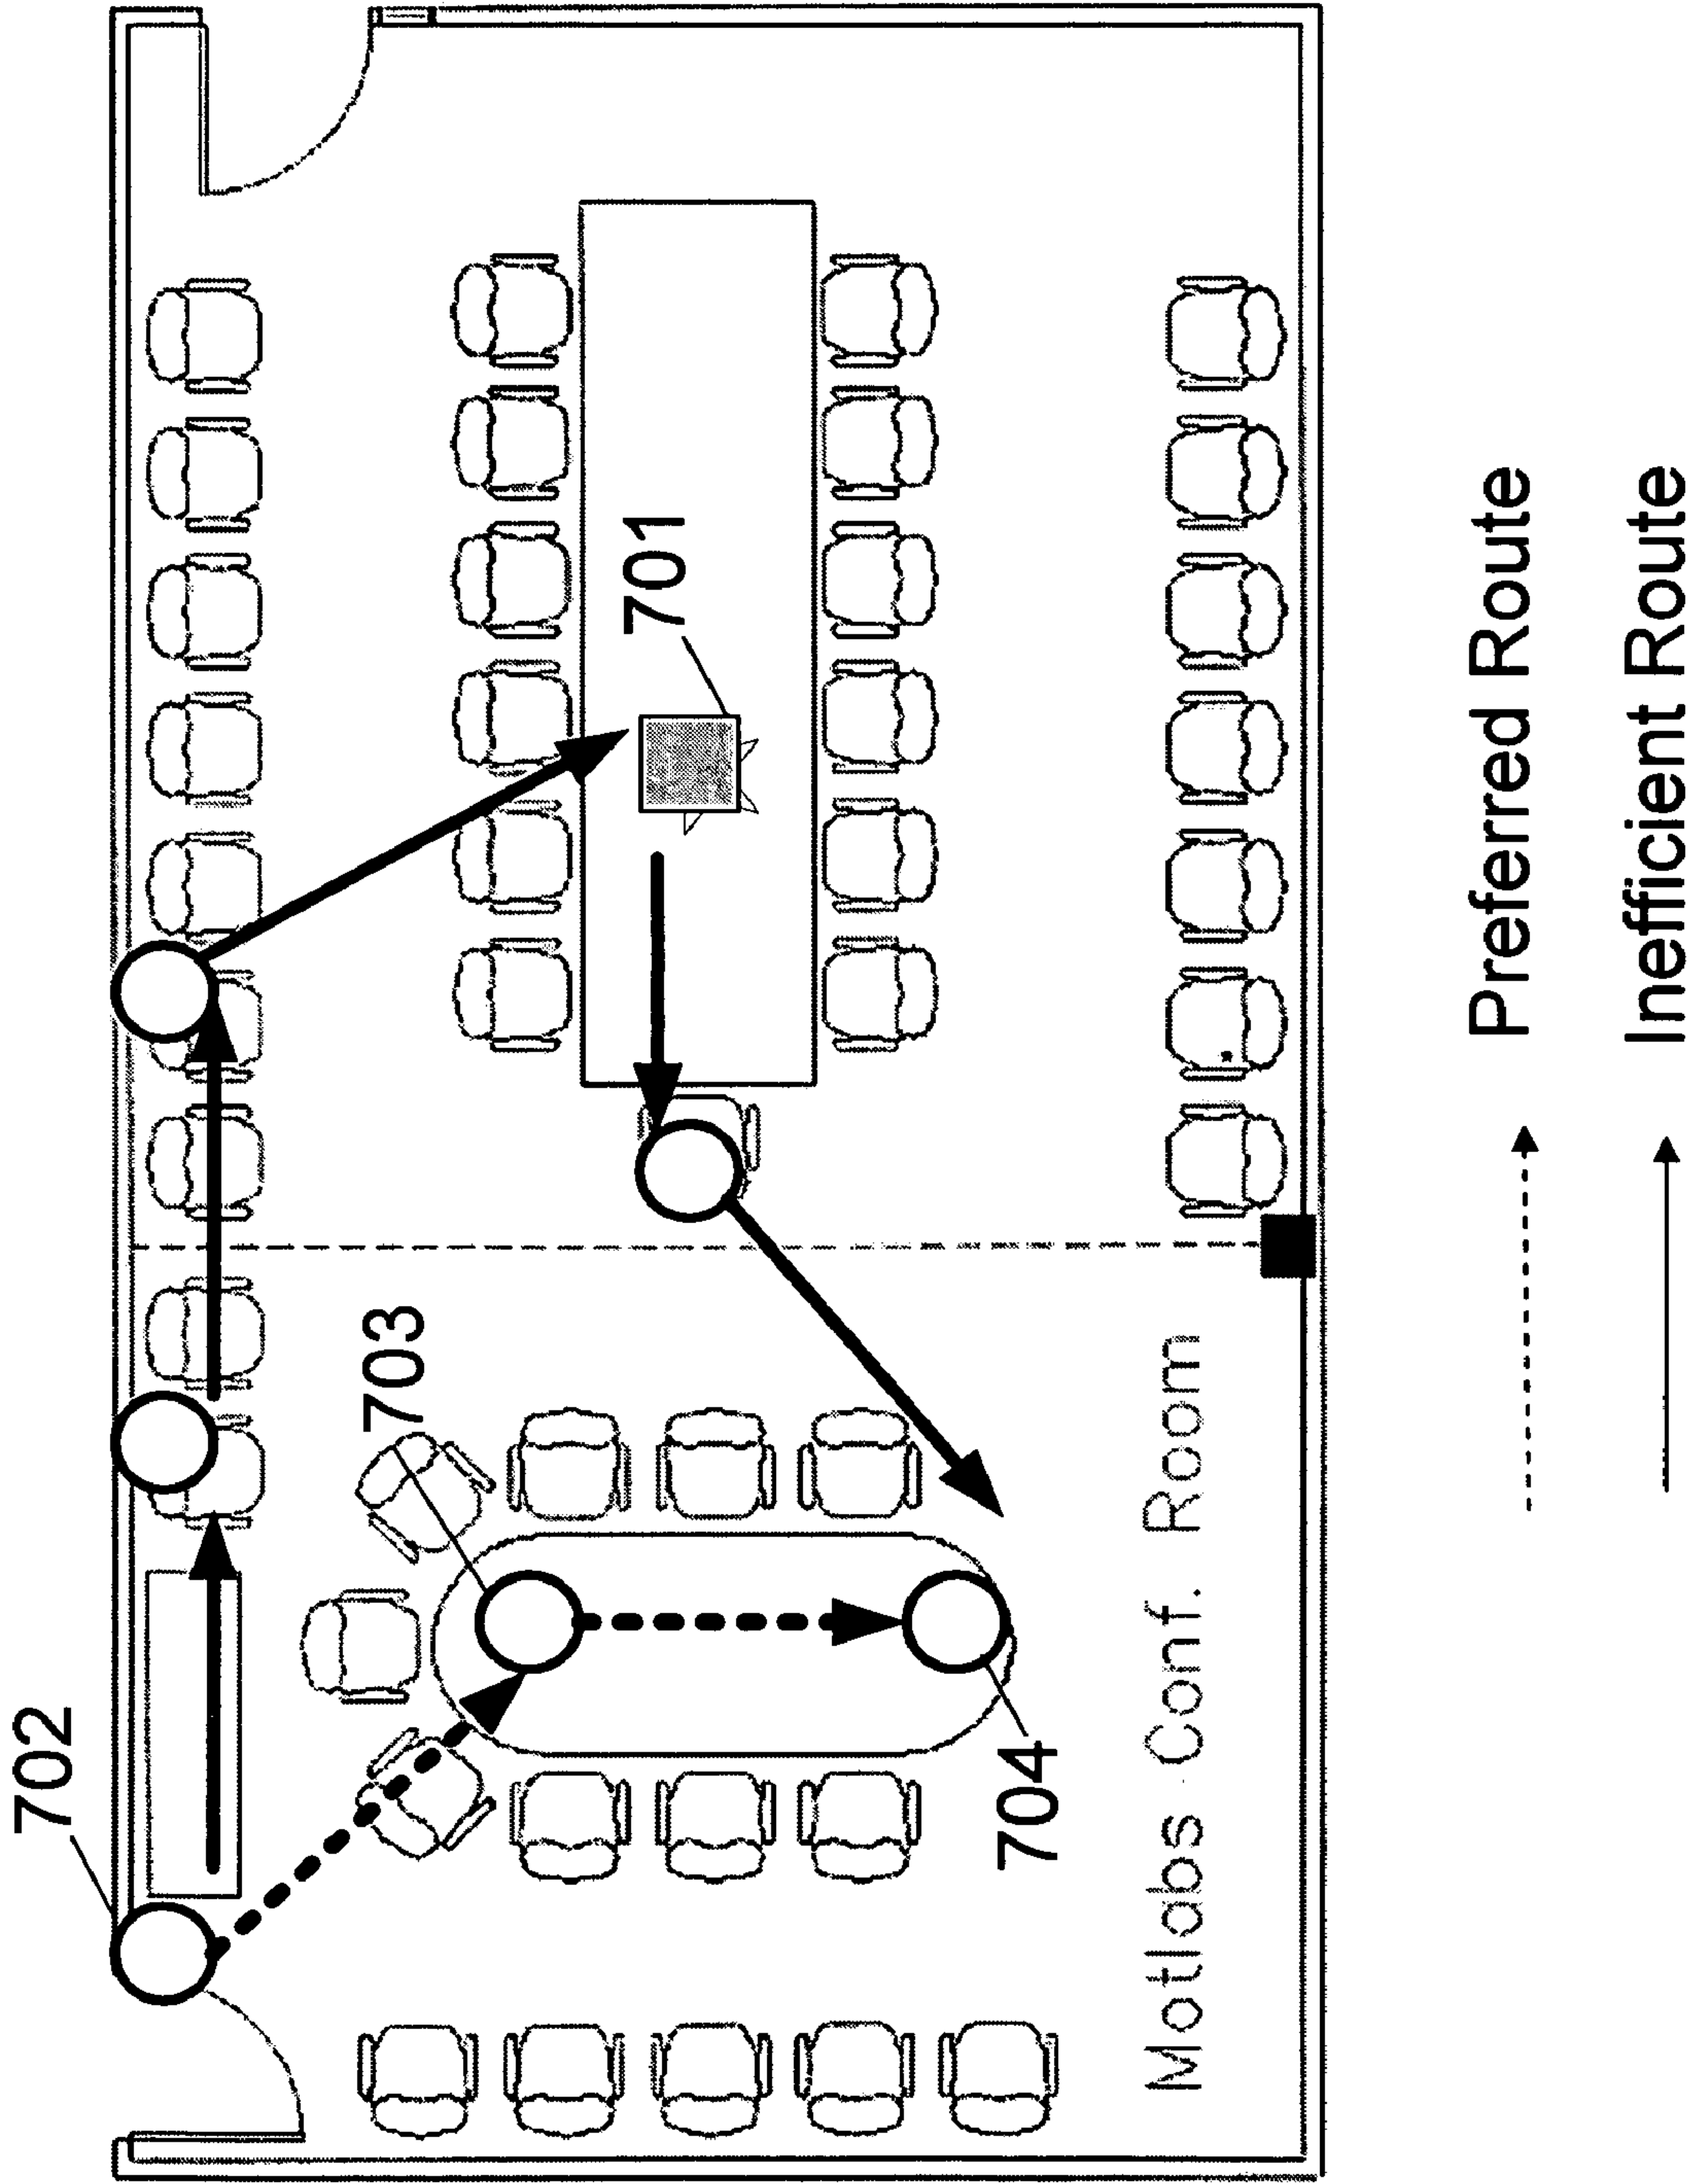 702
703
701
704
Motlabs Conf. Room
Preferred Route
Inefficient Route